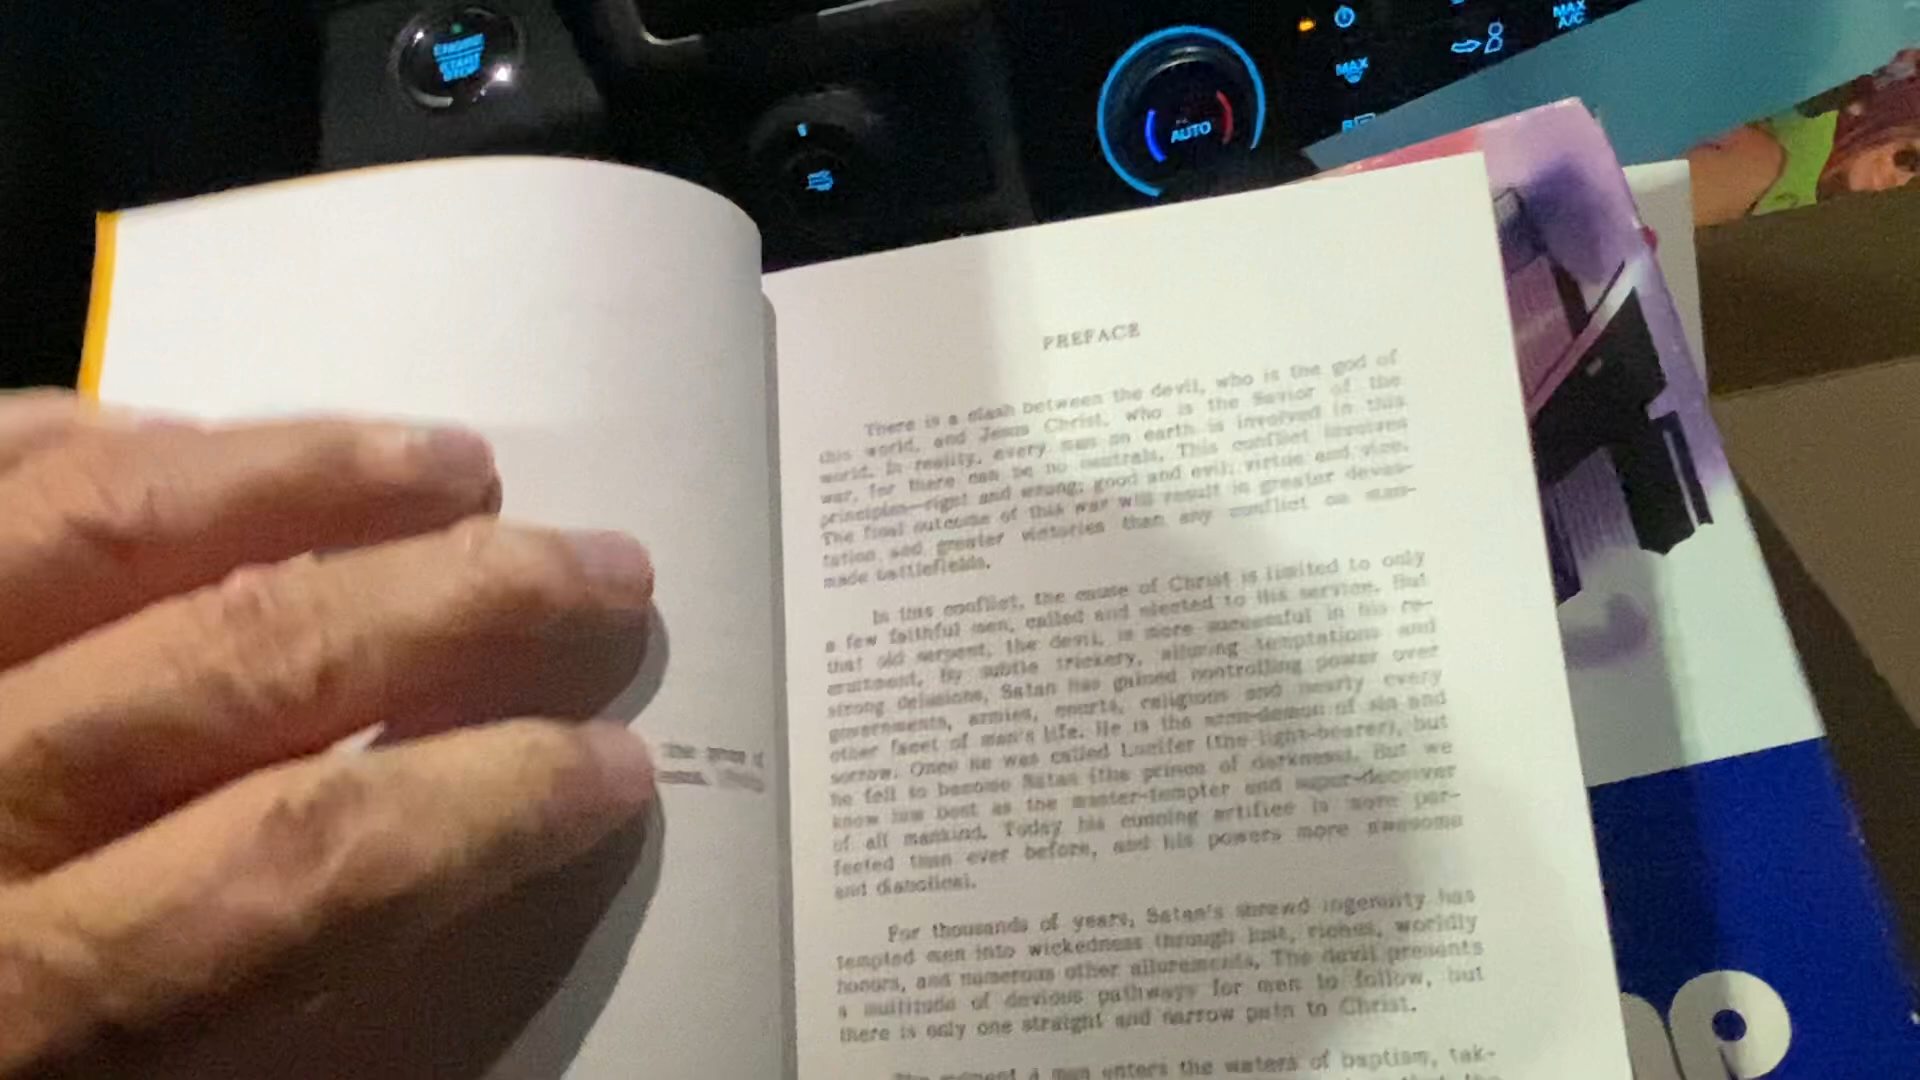 ENGINE
START
STOP
MAX
A/C
MAX
AUTO
PREFACE
There is a clash between the devil, who is the god of
this world, and Jesus Christ, who is the Savior of the
world. In reality, every man on earth is involved in this
war, for there can be no neutrals. This conflict involves
principles—right and wrong; good and evil; virtue and vice.
The final outcome of this war will result in greater devas-
tation and greater victories than any conflict on man-
made battlefields.
In this conflict, the cause of Christ is limited to only
a few faithful men, called and elected to His service. But
that old serpent, the devil, is more successful in his re-
cruitment. By subtle trickery, alluring temptations and
strong delusions, Satan has gained controlling power over
governments, armies, courts, religions and nearly every
other facet of man's life. He is the arch-demon of sin and
sorrow. Once he was called Lucifer (the light-bearer), but
he fell to become Satan (the prince of darkness). But we
know him best as the master-tempter and super-deceiver
of all mankind. Today his cunning artifice is more per-
fected than ever before, and his powers more awesome
and diabolical.
For thousands of years, Satan's shrewd ingenuity has
tempted men into wickedness through lust, riches, worldly
honors, and numerous other allurements. The devil presents
a multitude of devious pathways for men to follow, but
there is only one straight and narrow path to Christ.
The moment a man enters the waters of baptism, tak-